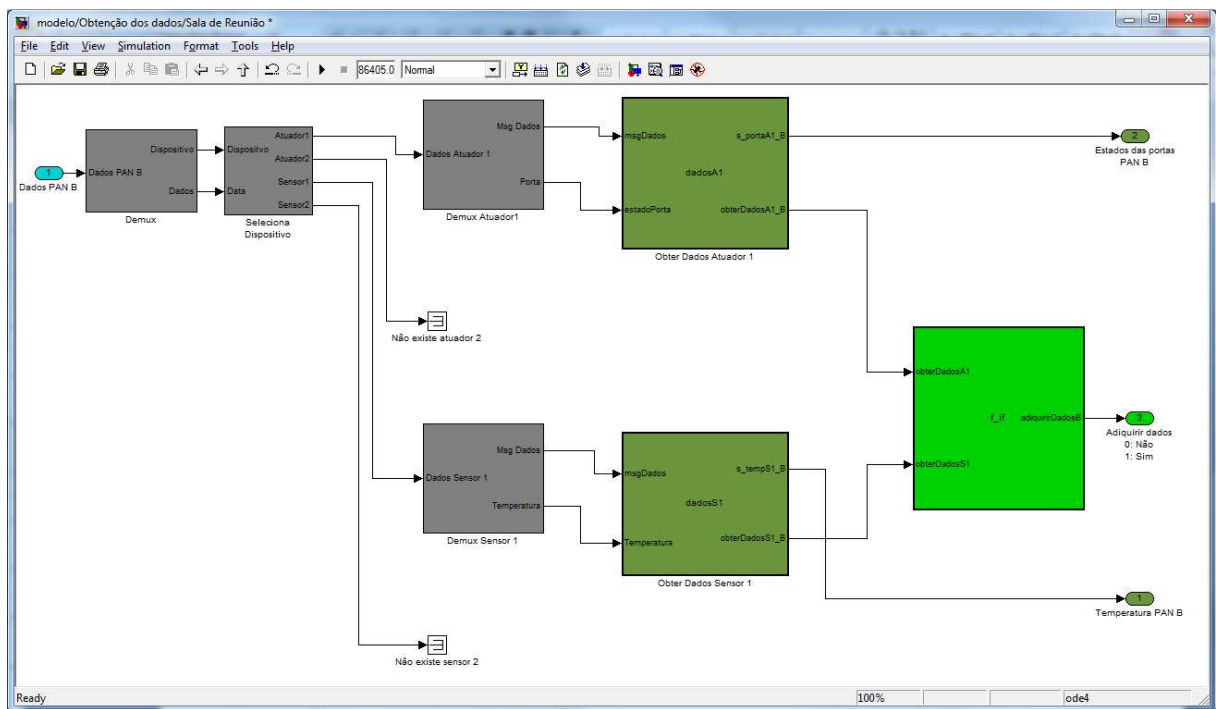 modelo/Obtenção dos dados/Sala de Reunião *
File Edit View Simulation Format Tools Help
86405.0 Normal
1
Dados PAN B
Dados PAN B
Dispositivo
Dados
Demux
Dispositvo
Data
Atuador1
Atuador2
Sensor1
Sensor2
Seleciona
Dispositivo
Dados Atuador 1
Msg Dados
Porta
Demux Atuador1
msgDados
estadoPorta
dadosA1
s_portaA1_B
obterDadosA1_B
Obter Dados Atuador 1
2
Estados das portas
PAN B
Não existe atuador 2
obterDadosA1
obterDadosS1
f_if
adiquirirDadosB
3
Adiquirir dados
0: Não
1: Sim
Dados Sensor 1
Msg Dados
Temperatura
Demux Sensor 1
msgDados
Temperatura
dadosS1
s_tempS1_B
obterDadosS1_B
Obter Dados Sensor 1
1
Temperatura PAN B
Não existe sensor 2
Ready
100%
ode4